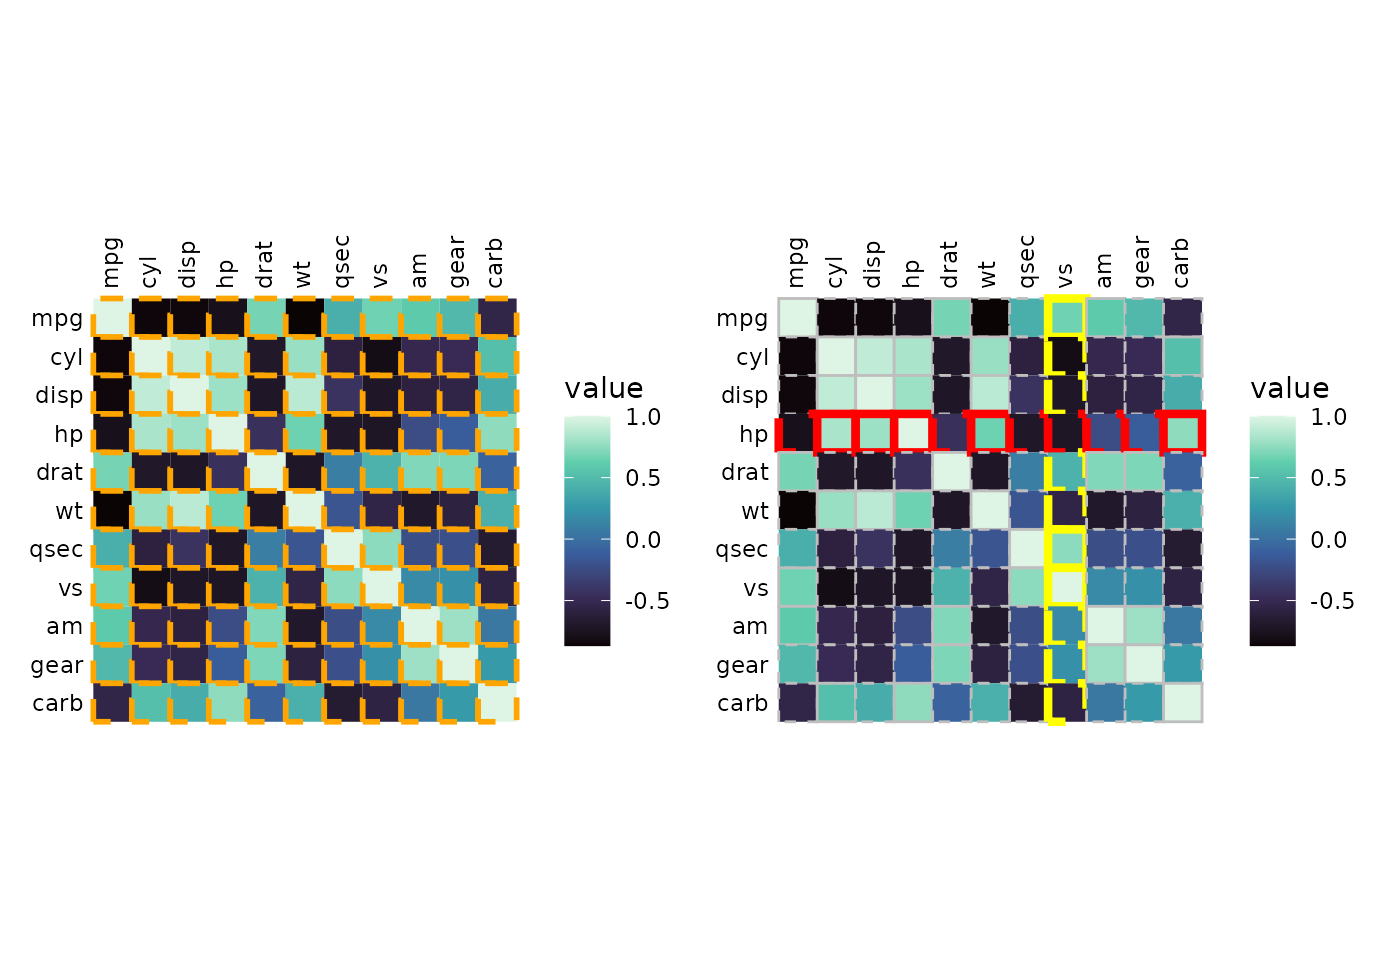 mpg cyl disp hp drat wt qsec vs am gear carb
mpg
cyl
disp
hp
drat
wt
qsec
vs
am
gear
carb
value
1.0
0.5
0.0
-0.5
mpg cyl disp hp drat wt qsec vs am gear carb
mpg
cyl
disp
hp
drat
wt
qsec
vs
am
gear
carb
value
1.0
0.5
0.0
-0.5